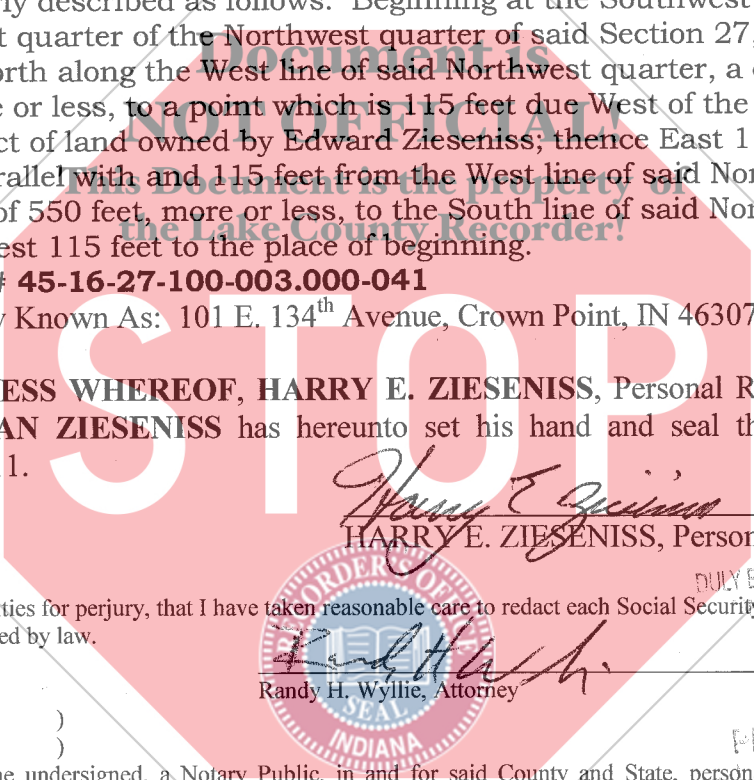 ly described as follows: Beginning at the Southwest
t quarter of the Northwest quarter of said Section 27,
orth along the West line of said Northwest quarter, a
e or less, to a point which is 115 feet due West of the
ct of land owned by Edward Zieseniss; thence East 1
rallel with and 115 feet from the West line of said Nor
of 550 feet, more or less, to the South line of said Nor
est 115 feet to the place of beginning.
# 45-16-27-100-003.000-041
y Known As: 101 E. 134th Avenue, Crown Point, IN 46307
ESS WHEREOF, HARRY E. ZIESENISS, Personal R
AN ZIESENISS has hereunto set his hand and seal th
1.
Harry E Zieseniss
HARRY E. ZIESENISS, Person
DULY E
ties for perjury, that I have taken reasonable care to redact each Social Security
ed by law.
Randy H. Wyllie, Attorney
)
)
he undersigned, a Notary Public, in and for said County and State, person
Document is
NOT OFFICIAL!
This Document is the property of
the Lake County Recorder!
STOP
RECORDER'S OFFICE
SEAL
INDIANA